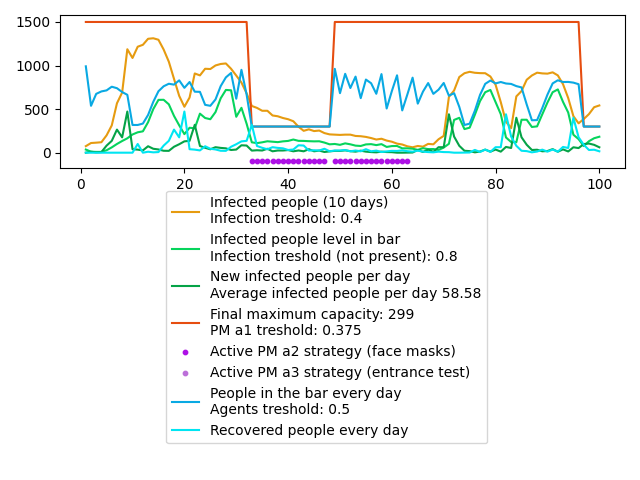 1500
1000
500
0
0 20 40 60 80 100
Infected people (10 days)
Infection treshold: 0.4
Infected people level in bar
Infection treshold (not present): 0.8
New infected people per day
Average infected people per day 58.58
Final maximum capacity: 299
PM a1 treshold: 0.375
Active PM a2 strategy (face masks)
Active PM a3 strategy (entrance test)
People in the bar every day
Agents treshold: 0.5
Recovered people every day